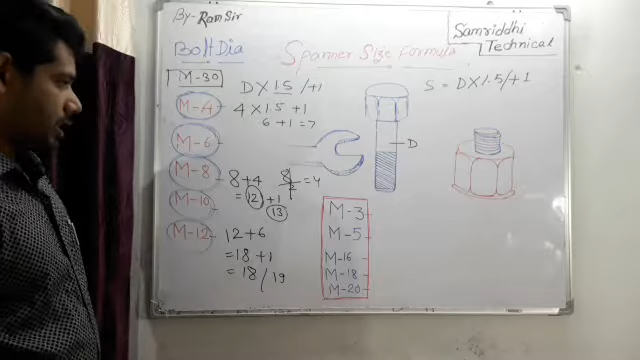 By-Ram Sir
Samriddhi
Technical
Bolt Dia
Spanner Size Formula
M-30
D X 1.5 /+1
S = D X 1.5/+1
M-4
4 X 1.5 +1
6 +1 =7
M-6
D
M-8
8+4
8/2 = 4
= 12 +1
13
M-10
M-12
12+6
=18 +1
= 18 / 19
M-3
M-5
M-16
M-18
M-20